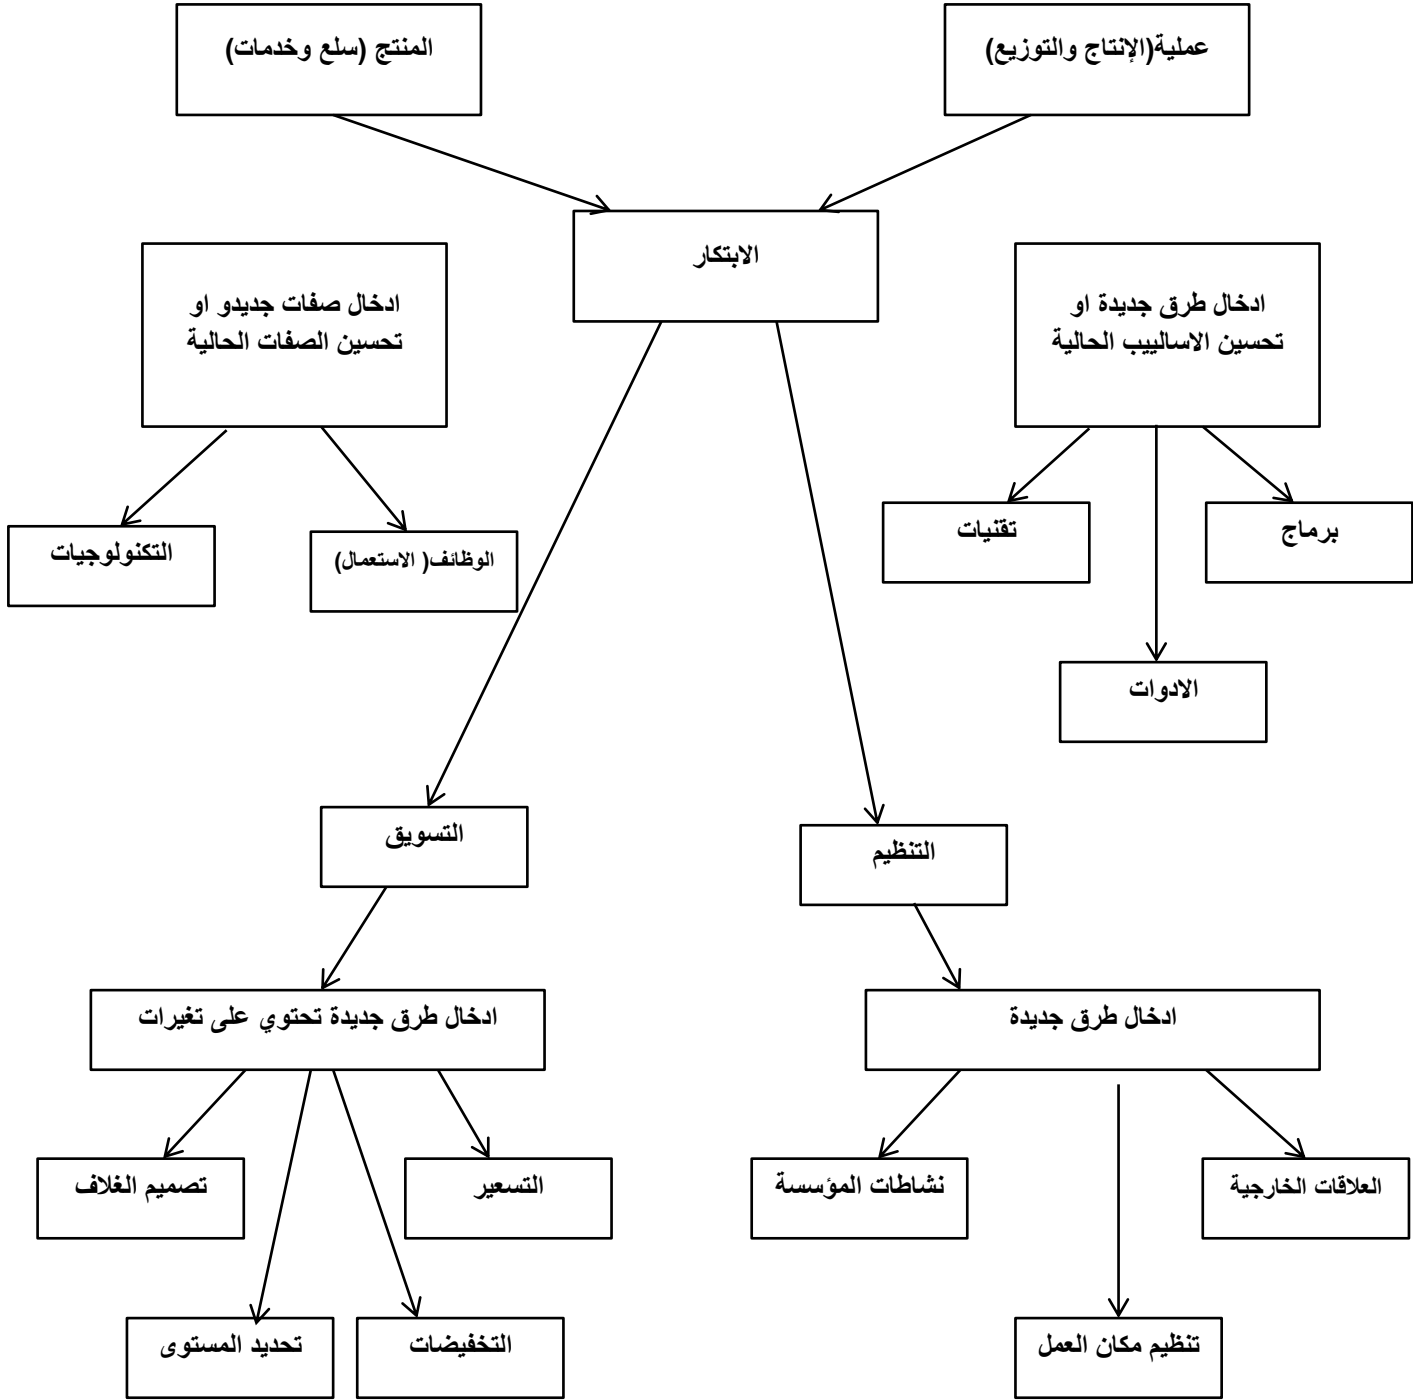 عملية(الإنتاج والتوزيع)
المنتج (سلع وخدمات)
الابتكار
ادخال طرق جديدة او
تحسين الاسالييب الحالية
ادخال صفات جديدو او
تحسين الصفات الحالية
برماج
تقنيات
الوظائف( الاستعمال)
التكنولوجيات
الادوات
التنظيم
التسويق
ادخال طرق جديدة
ادخال طرق جديدة تحتوي على تغيرات
العلاقات الخارجية
نشاطات المؤسسة
التسعير
تصميم الغلاف
تنظيم مكان العمل
التخفيضات
تحديد المستوى